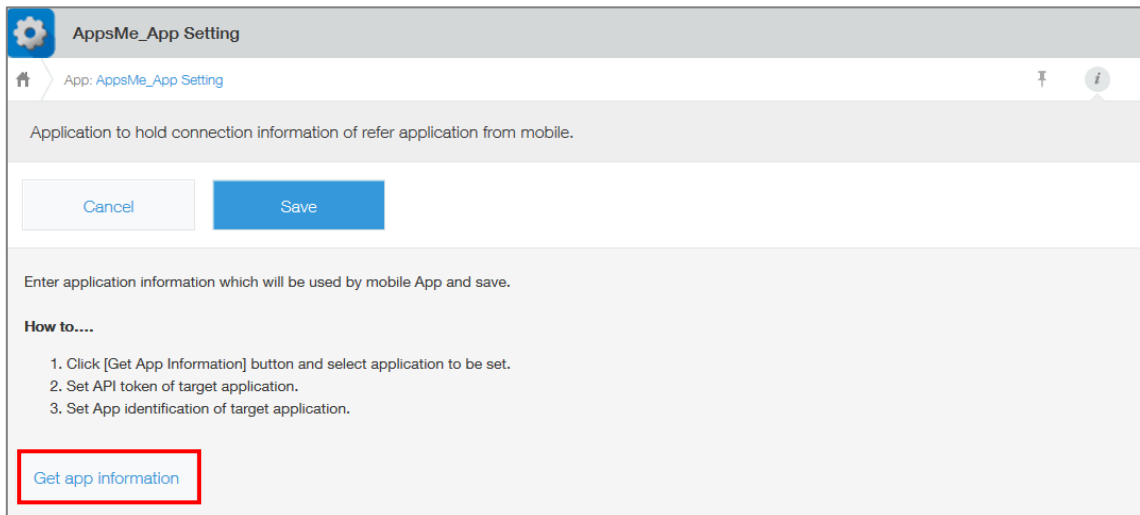 AppsMe_App Setting
App: AppsMe_App Setting
i
Application to hold connection information of refer application from mobile.
Cancel
Save
Enter application information which will be used by mobile App and save.
How to....
1. Click [Get App Information] button and select application to be set.
2. Set API token of target application.
3. Set App identification of target application.
Get app information